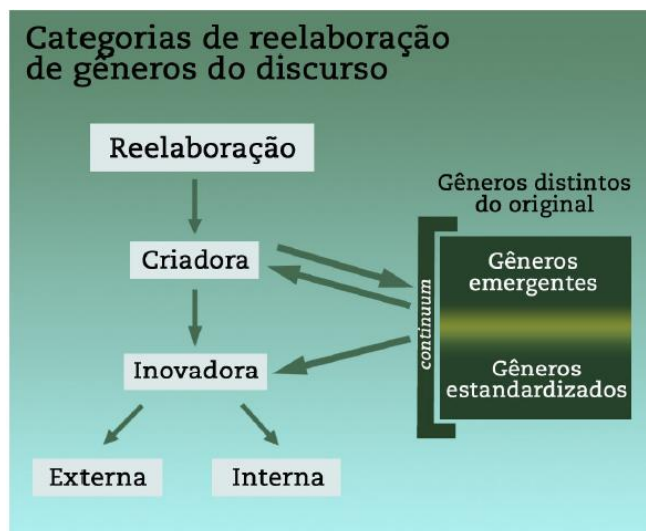 Categorias de reelaboração
de gêneros do discurso
Reelaboração
Gêneros distintos
do original
Criadora
Gêneros
emergentes
continuum
Inovadora
Gêneros
estandardizados
Externa
Interna